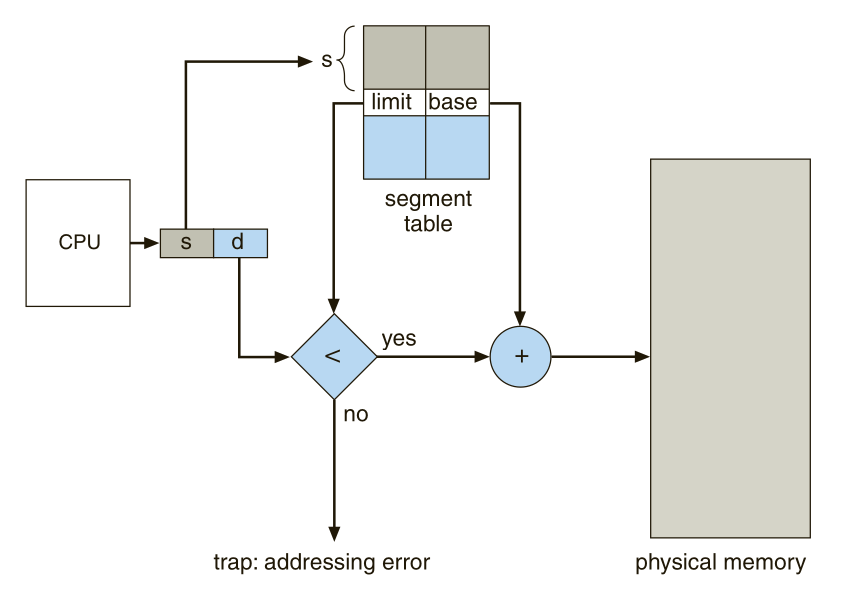 s
limit base
segment
table
CPU
s d
<
yes
+
no
trap: addressing error
physical memory